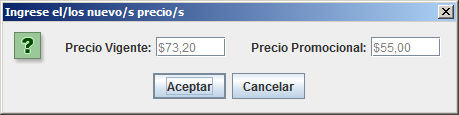 Ingrese el/los nuevo/s precio/s
Precio Vigente: $73,20 Precio Promocional: $55,00
Aceptar Cancelar